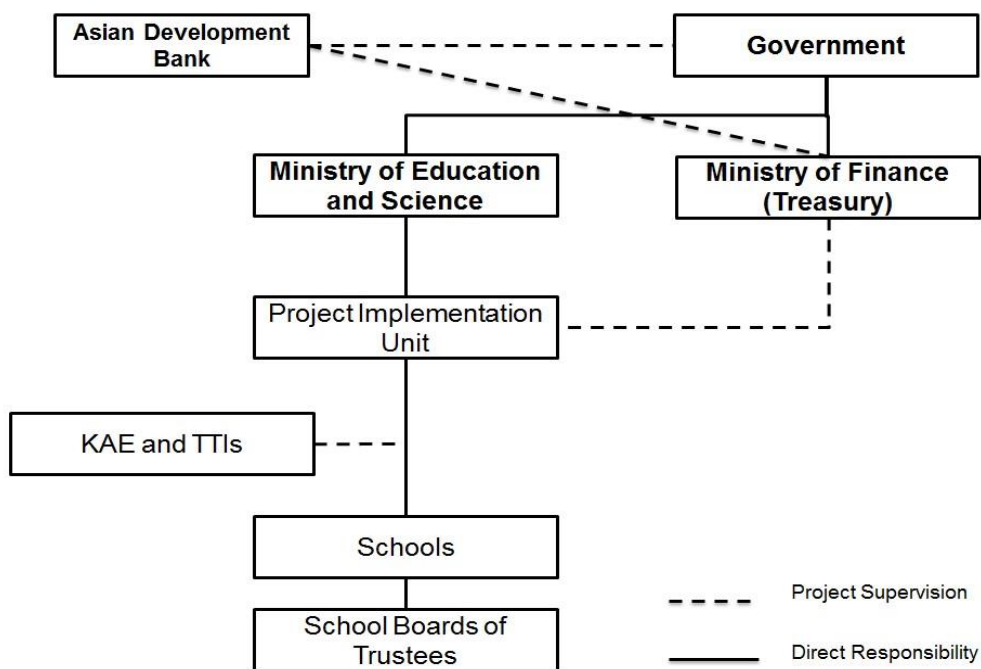 Asian Development
Bank
Government
Ministry of Education
and Science
Ministry of Finance
(Treasury)
Project Implementation
Unit
KAE and TTIs
Schools
School Boards of
Trustees
Project Supervision
Direct Responsibility